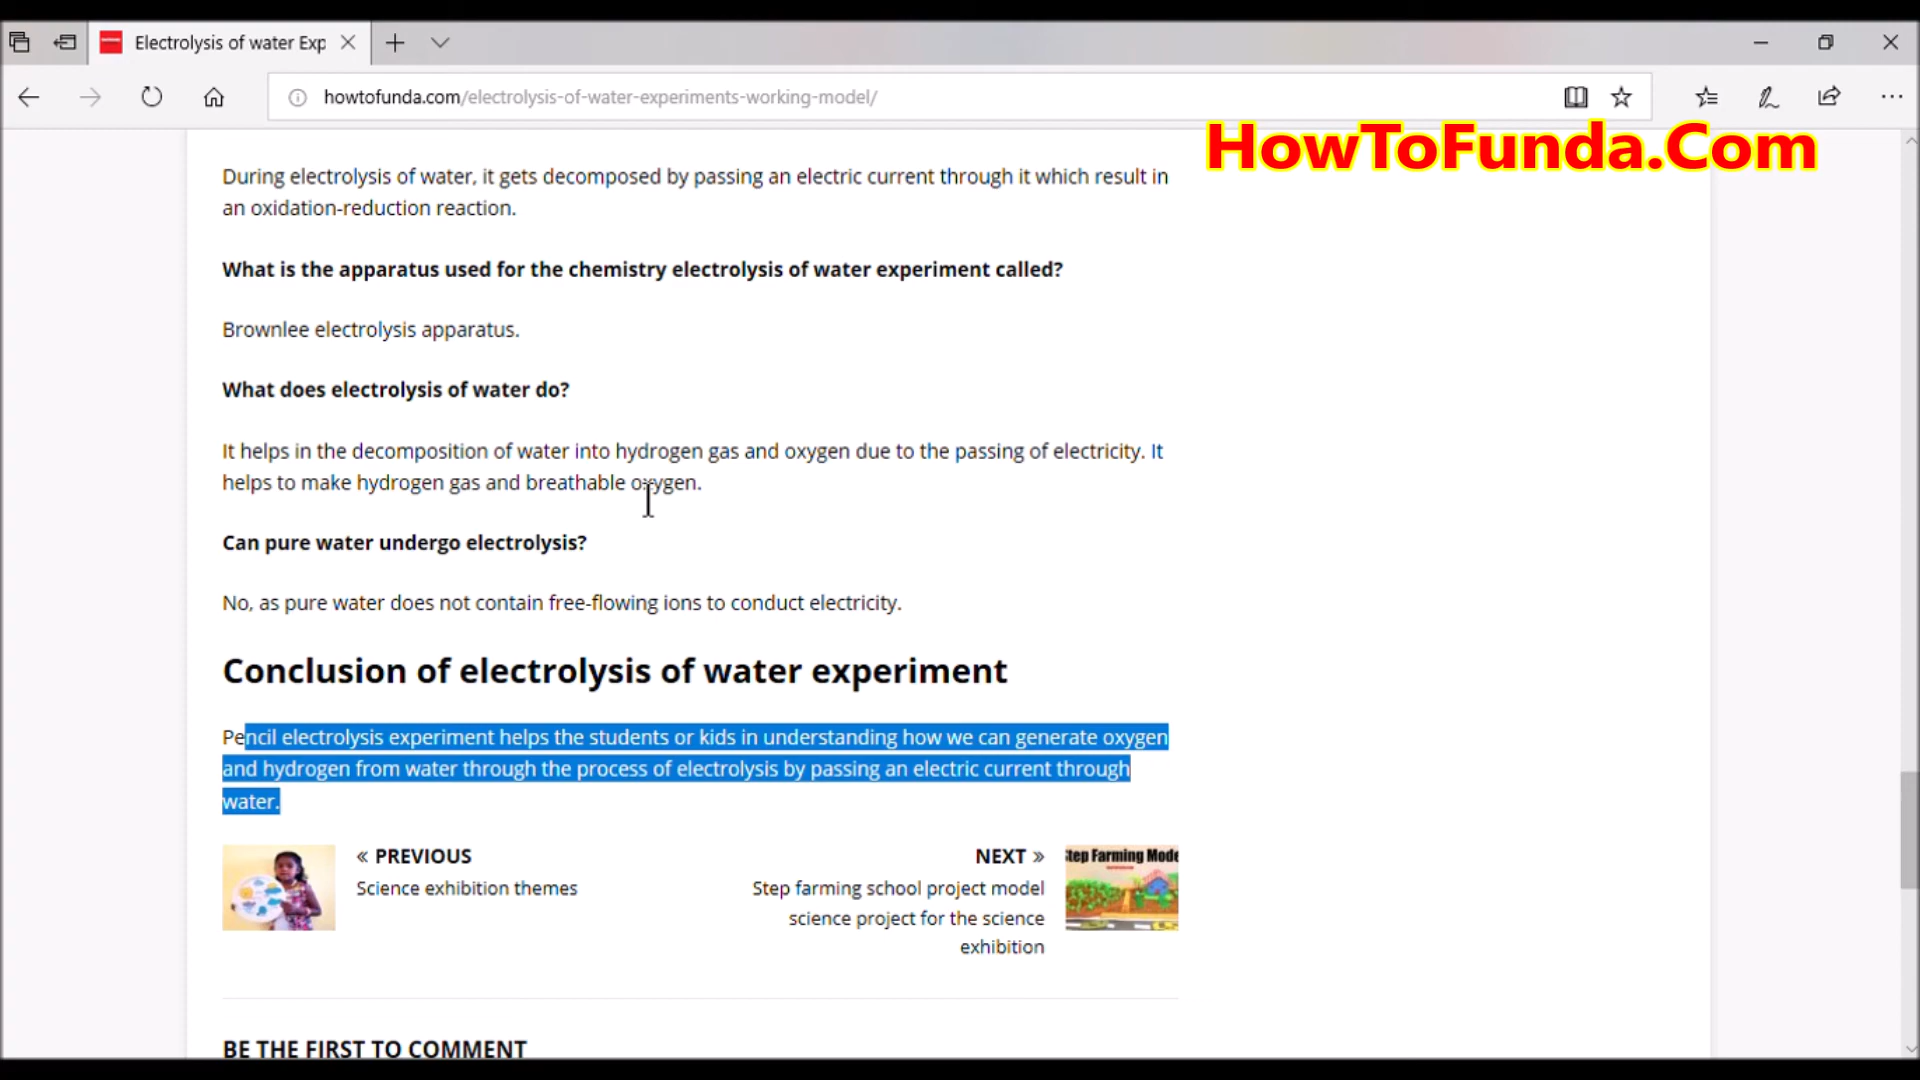 Electrolysis of water Exp
howtofunda.com/electrolysis-of-water-experiments-working-model/
HowToFunda.Com
During electrolysis of water, it gets decomposed by passing an electric current through it which result in
an oxidation-reduction reaction.
What is the apparatus used for the chemistry electrolysis of water experiment called?
Brownlee electrolysis apparatus.
What does electrolysis of water do?
It helps in the decomposition of water into hydrogen gas and oxygen due to the passing of electricity. It
helps to make hydrogen gas and breathable oxygen.
Can pure water undergo electrolysis?
No, as pure water does not contain free-flowing ions to conduct electricity.
Conclusion of electrolysis of water experiment
Pencil electrolysis experiment helps the students or kids in understanding how we can generate oxygen
and hydrogen from water through the process of electrolysis by passing an electric current through
water.
« PREVIOUS
Science exhibition themes
NEXT »
Step farming school project model
science project for the science
exhibition
tep Farming Mode
BE THE FIRST TO COMMENT